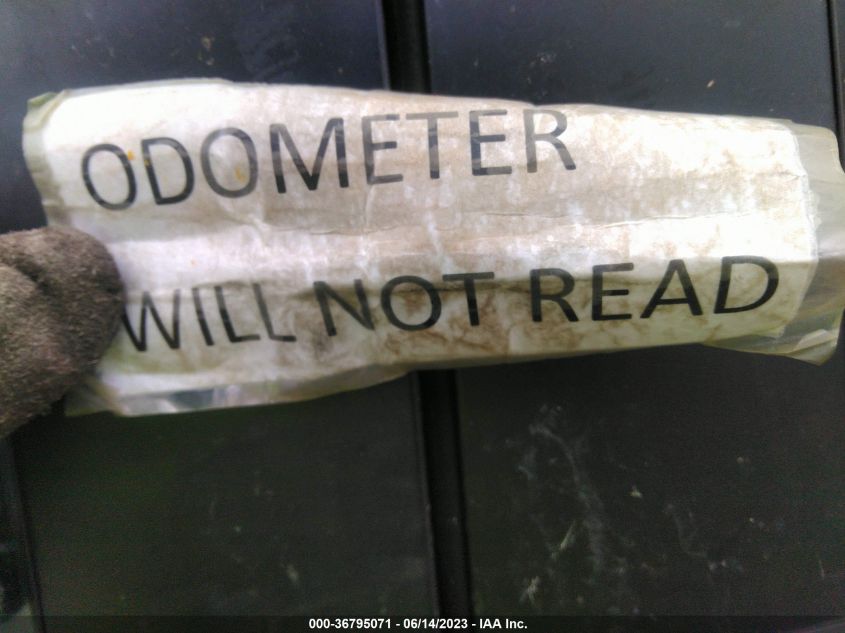 ODOMETER
WILL NOT READ
000-36795071 - 06/14/2023 - IAA Inc.